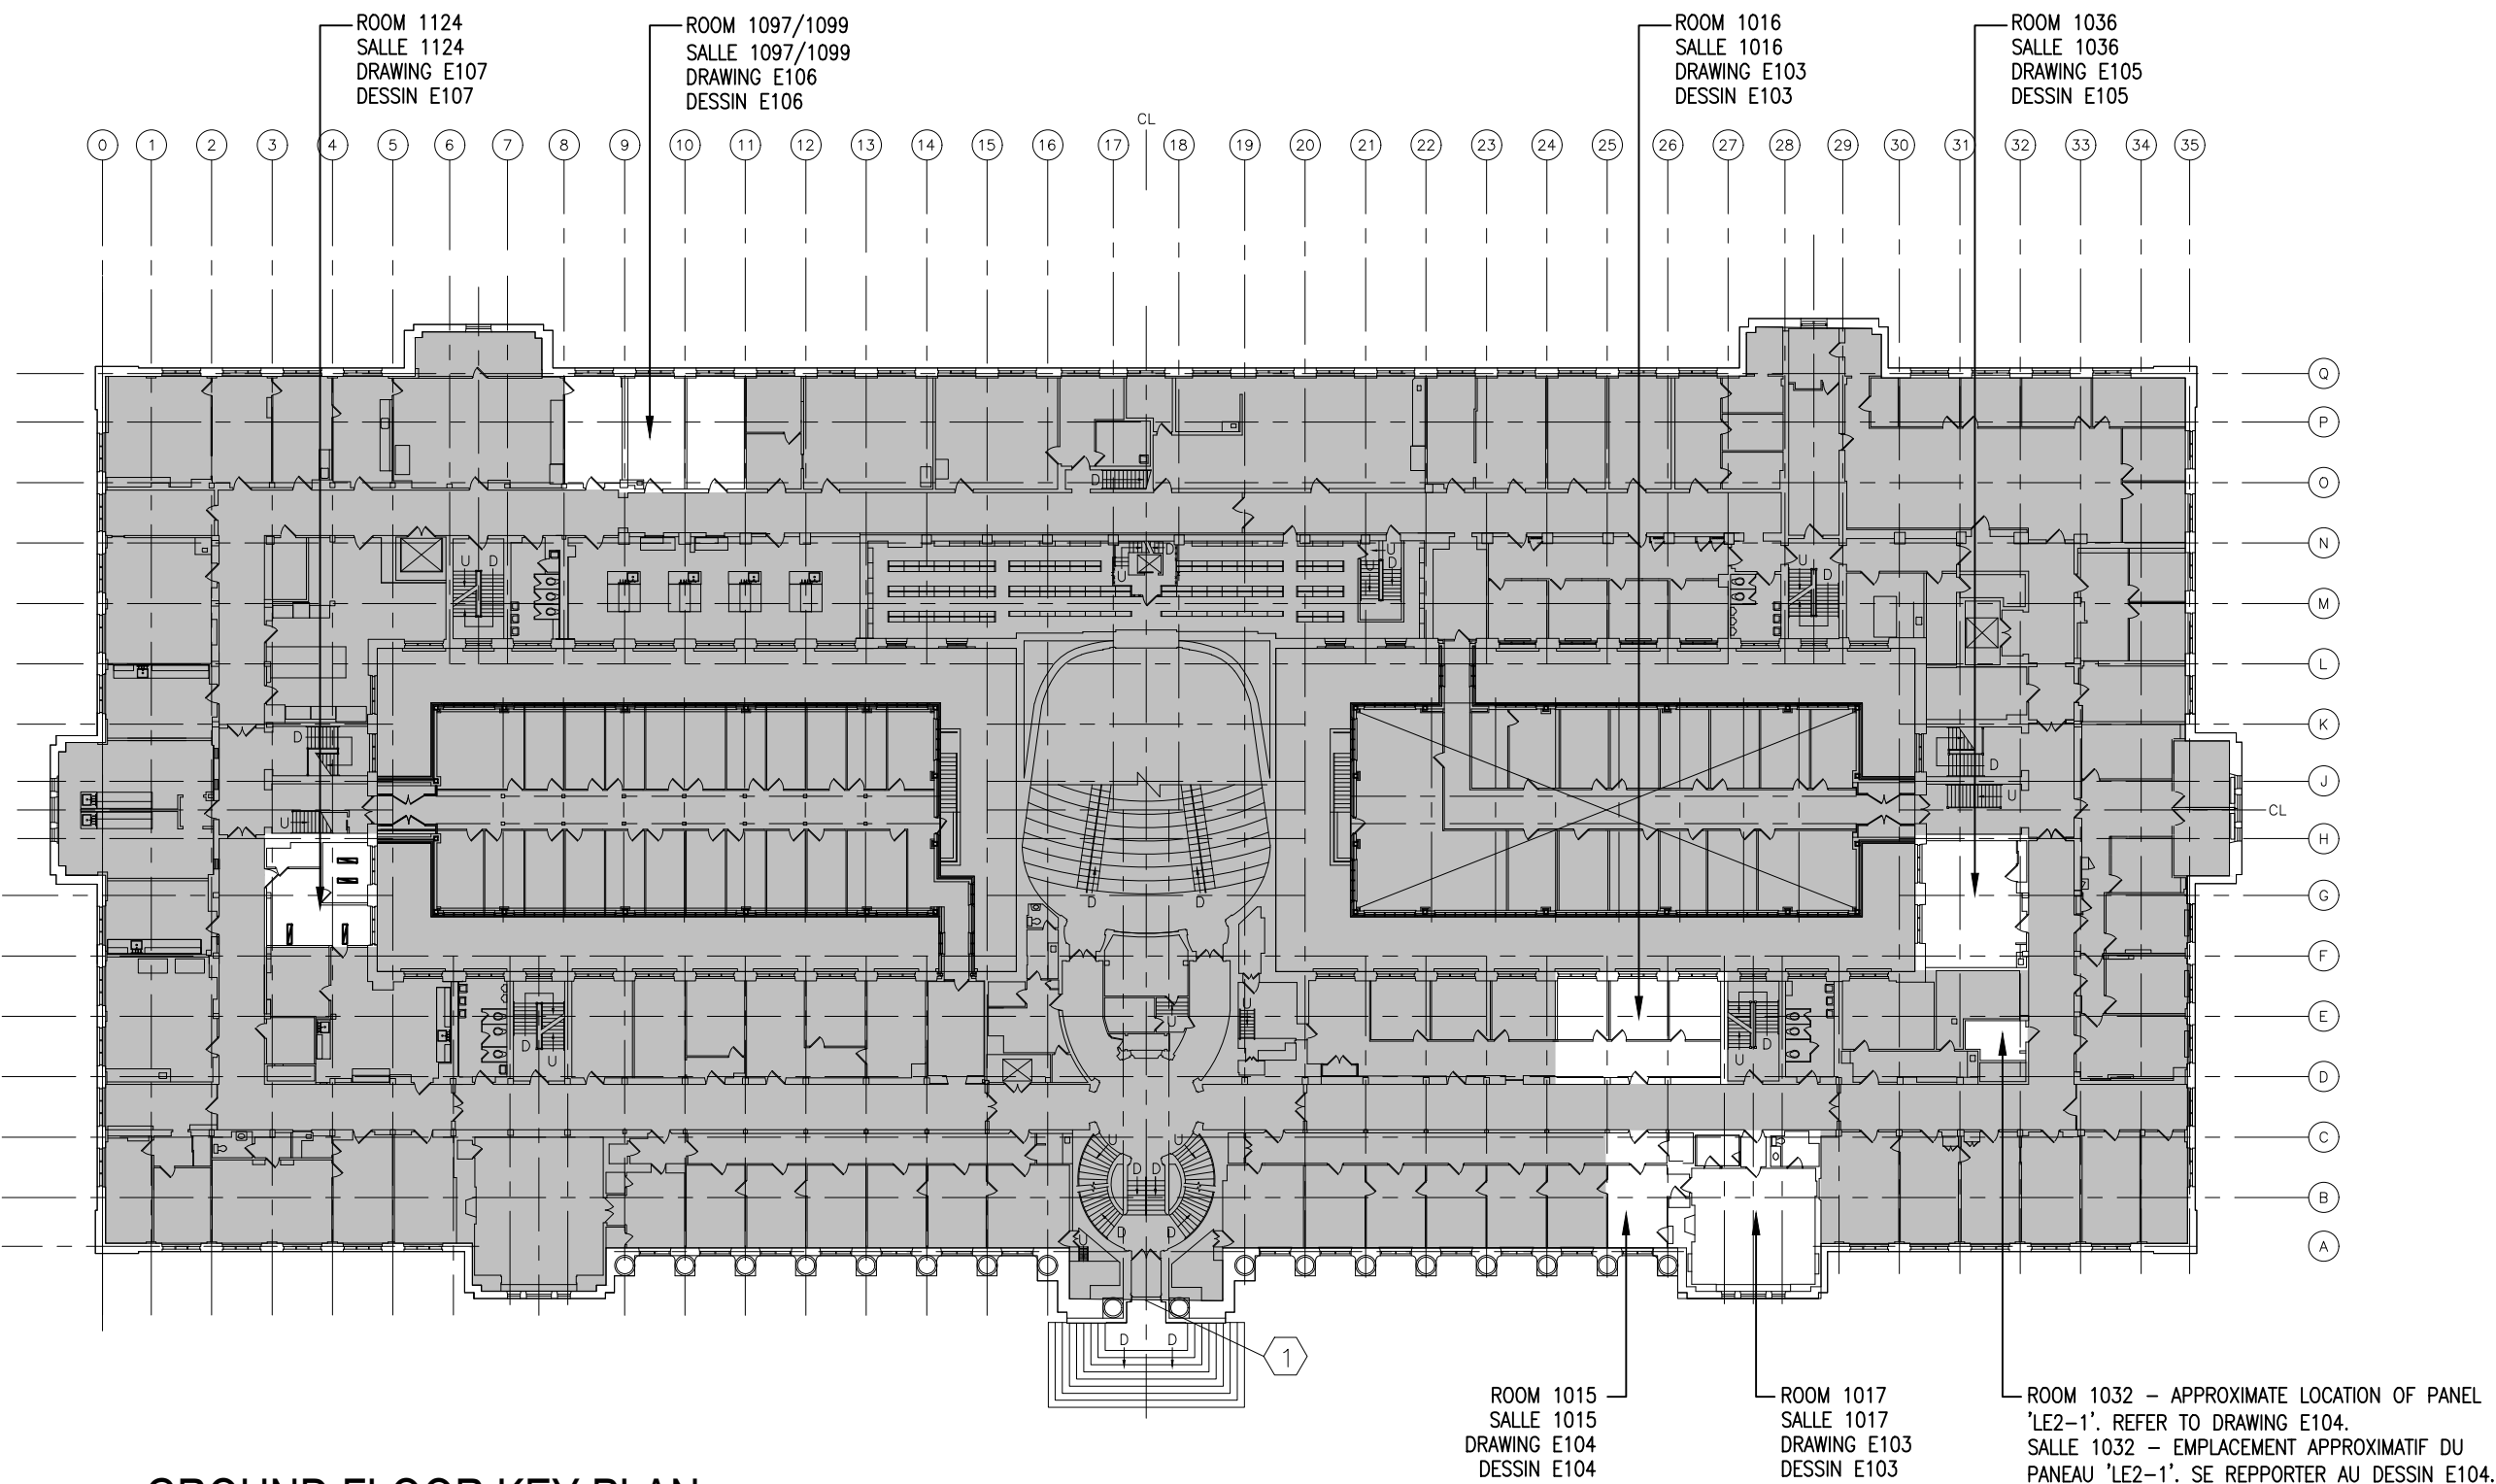 ROOM 1124
SALLE 1124
DRAWING E107
DESSIN E107
ROOM 1097/1099
SALLE 1097/1099
DRAWING E106
DESSIN E106
ROOM 1016
SALLE 1016
DRAWING E103
DESSIN E103
ROOM 1036
SALLE 1036
DRAWING E105
DESSIN E105
CL
0 1 2 3 4 5 6 7 8 9 10 11 12 13 14 15 16 17 18 19 20 21 22 23 24 25 26 27 28 29 30 31 32 33 34 35
Q
P
O
D
D
N
U
D
U
D
U
U
D
U
D
M
L
K
D
D
J
U
U
CL
H
G
D
D
F
U
U
E
D
U
U
D
D
C
U
U
D
D
B
D
D
U
A
D
D
1
ROOM 1015
SALLE 1015
DRAWING E104
DESSIN E104
ROOM 1017
SALLE 1017
DRAWING E103
DESSIN E103
ROOM 1032 – APPROXIMATE LOCATION OF PANEL
'LE2–1'. REFER TO DRAWING E104.
SALLE 1032 – EMPLACEMENT APPROXIMATIF DU
PANEAU 'LE2–1'. SE REPPORTER AU DESSIN E104.
GROUND FLOOR KEY PLAN